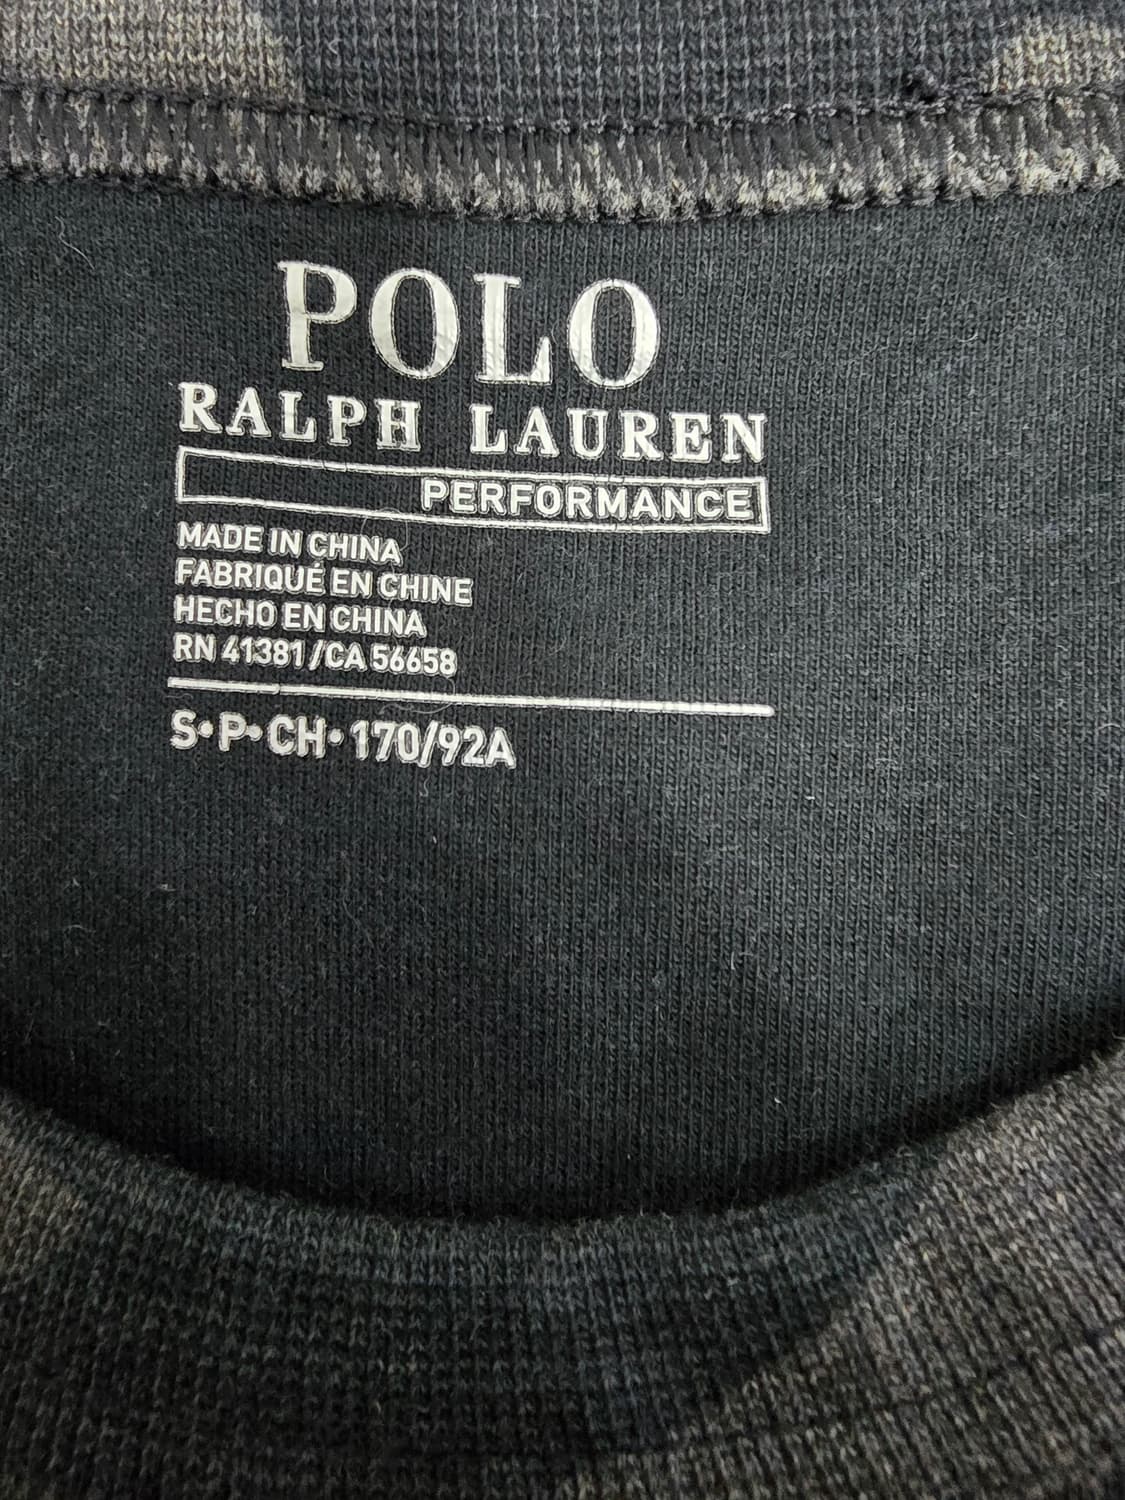 POLO
RALPH LAUREN
PERFORMANCE
MADE IN CHINA
FABRIQUÉ EN CHINE
HECHO EN CHINA
RN 41381/CA 56658
S•P•CH•170/92A